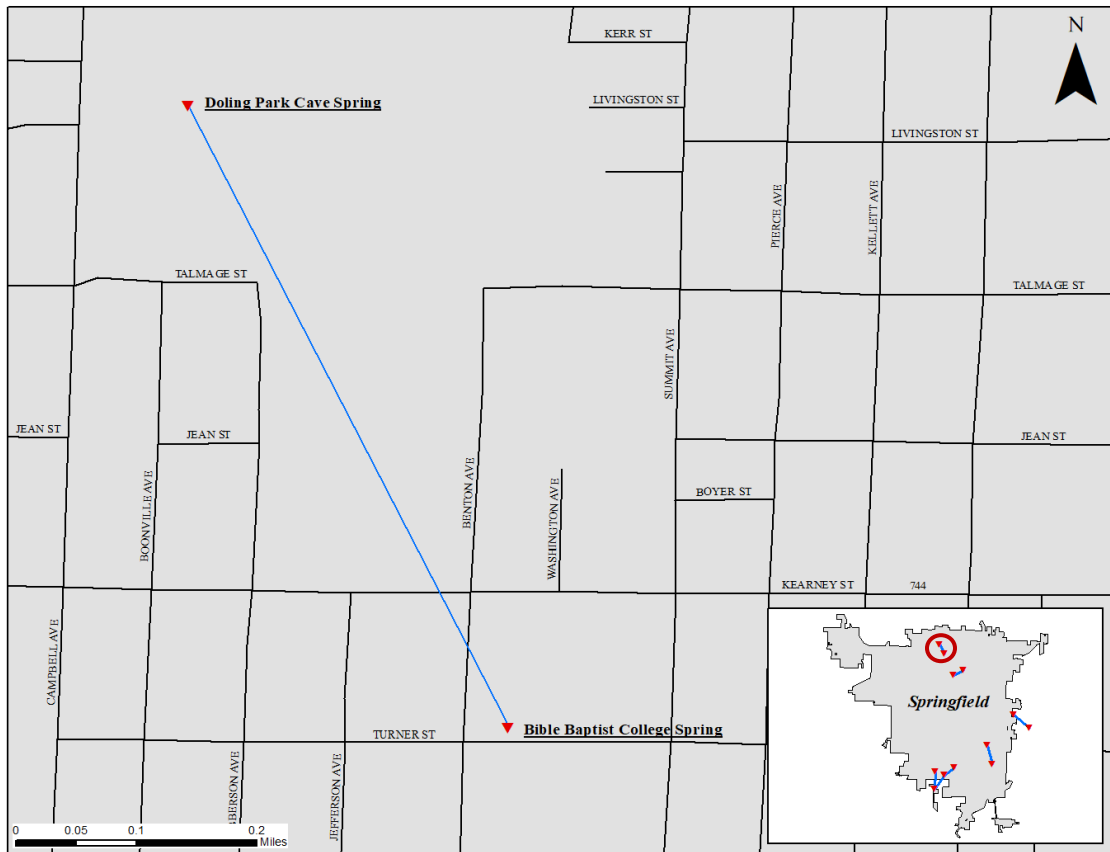 KERR ST
N
Doling Park Cave Spring
LIVINGSTON ST
LIVINGSTON ST
PIERCE AVE
KELLETT AVE
TALMAGE ST
TALMAGE ST
SUMMIT AVE
JEAN ST
JEAN ST
JEAN ST
BOONVILLE AVE
BENTON AVE
WASHINGTON AVE
BOYER ST
KEARNEY ST
744
CAMPBELL AVE
Springfield
Bible Baptist College Spring
TURNER ST
BBERSON AVE
JEFFERSON AVE
0 0.05 0.1 0.2
Miles